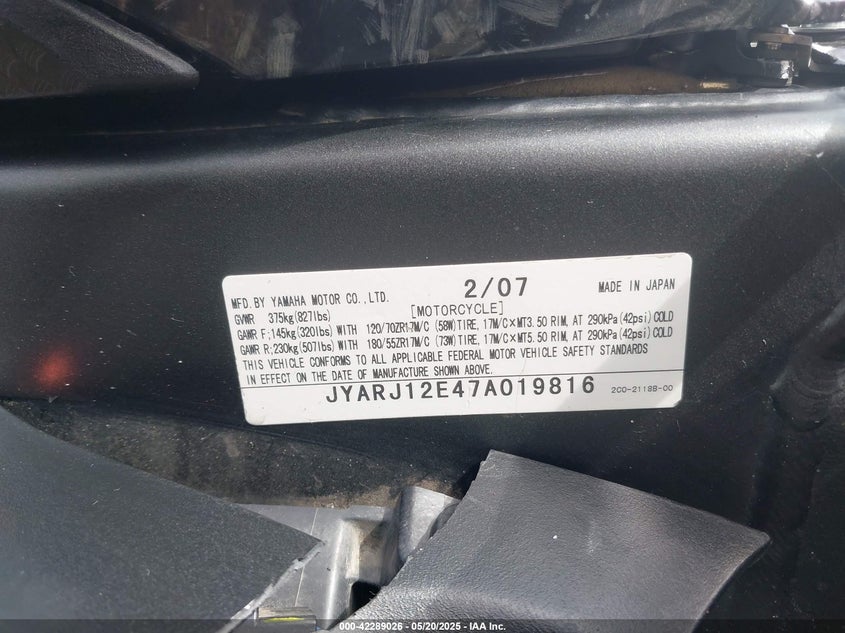 MFD. BY YAMAHA MOTOR CO., LTD. 2/07 MADE IN JAPAN
GVWR 375kg(827lbs) [MOTORCYCLE]
GAWR F;145kg(320lbs) WITH 120/70ZR17M/C (58W)TIRE, 17M/C×MT3.50 RIM, AT 290kPa(42psi)COLD
GAWR R;230kg(507lbs) WITH 180/55ZR17M/C (73W)TIRE, 17M/C×MT5.50 RIM, AT 290kPa(42psi)COLD
THIS VEHICLE CONFORMS TO ALL APPLICABLE FEDERAL MOTOR VEHICLE SAFETY STANDARDS
IN EFFECT ON THE DATE OF MANUFACTURE SHOWN ABOVE.
JYARJ12E47A019816 2C0-2118B-00
000-42289026 - 05/20/2025 - IAA Inc.